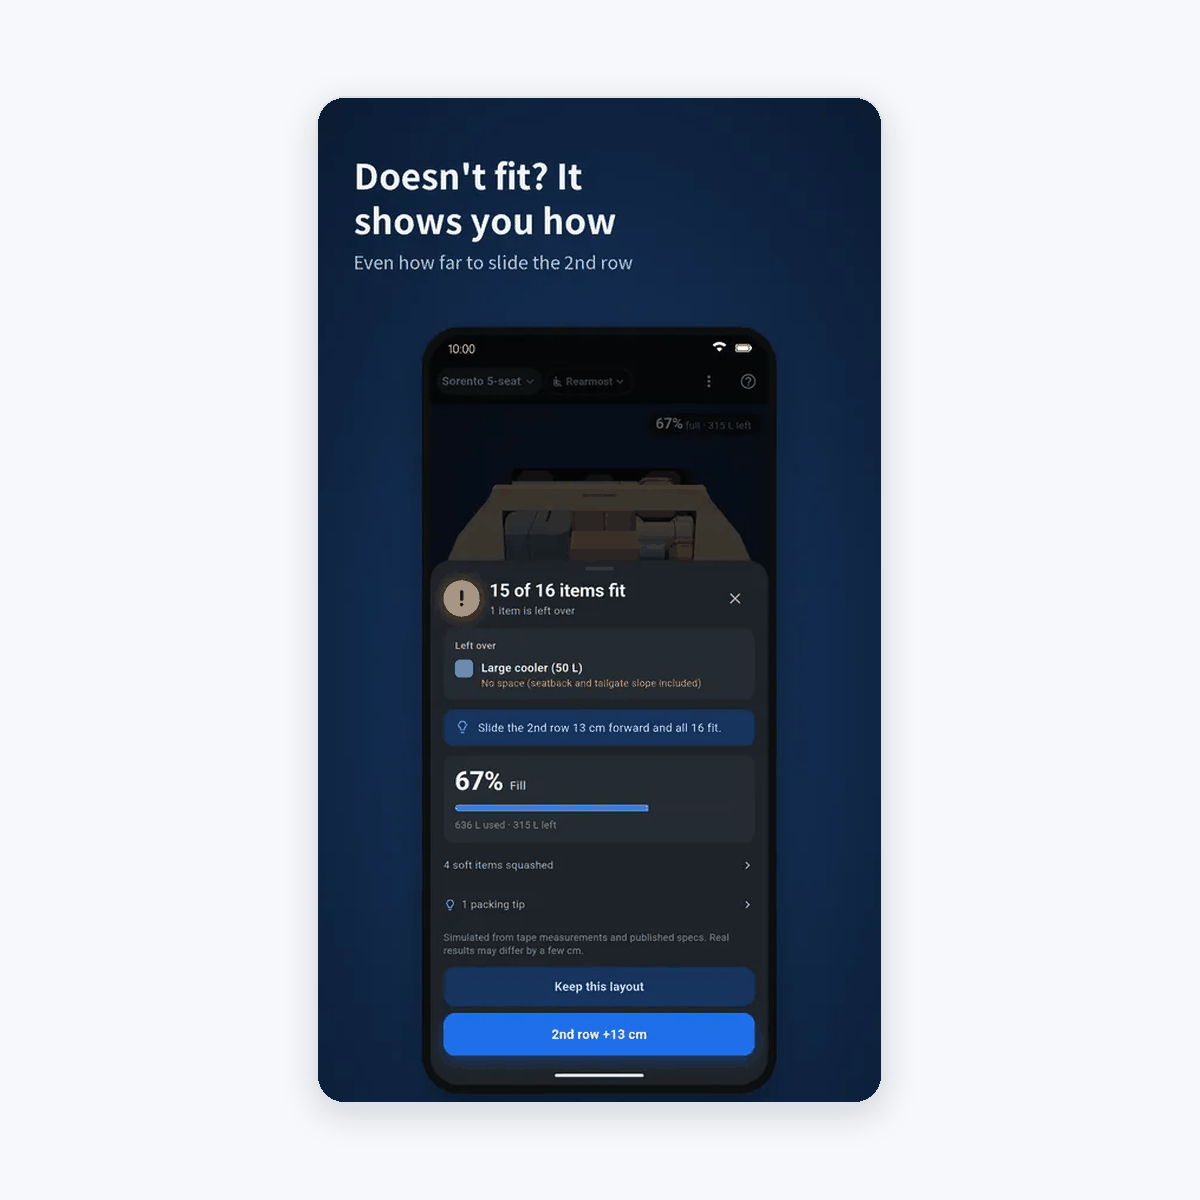 Doesn't fit? It
shows you how
Even how far to slide the 2nd row
10:00
Sorento 5-seat
Rearmost
67% full · 315 L left
15 of 16 items fit
1 item is left over
Left over
Large cooler (50 L)
No space (seatback and tailgate slope included)
Slide the 2nd row 13 cm forward and all 16 fit.
67% Fill
636 L used · 315 L left
4 soft items squashed
1 packing tip
Simulated from tape measurements and published specs. Real
results may differ by a few cm.
Keep this layout
2nd row +13 cm